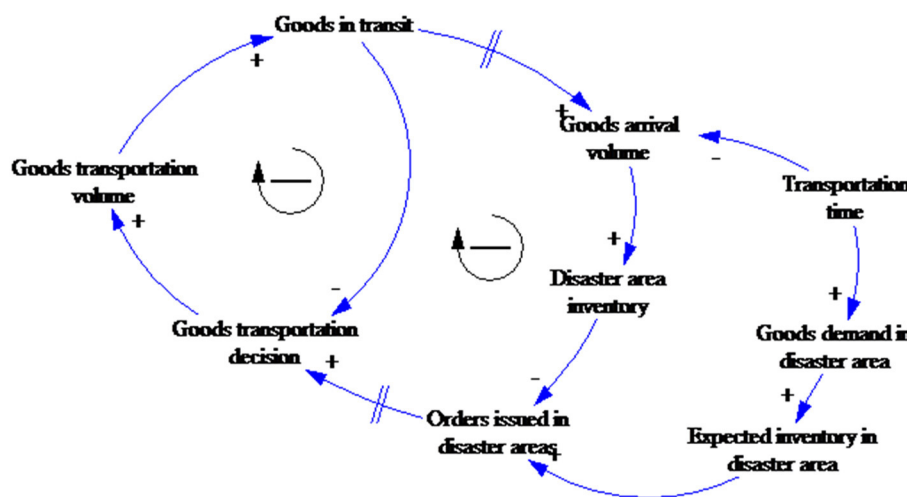 Goods in transit
+
+
Goods arrival
volume
-
Goods transportation
volume
+
Transportation
time
+
Disaster area
inventory
+
-
Goods transportation
decision
+
Goods demand in
disaster area
-
+
Orders issued in
disaster areas
+
Expected inventory in
disaster area